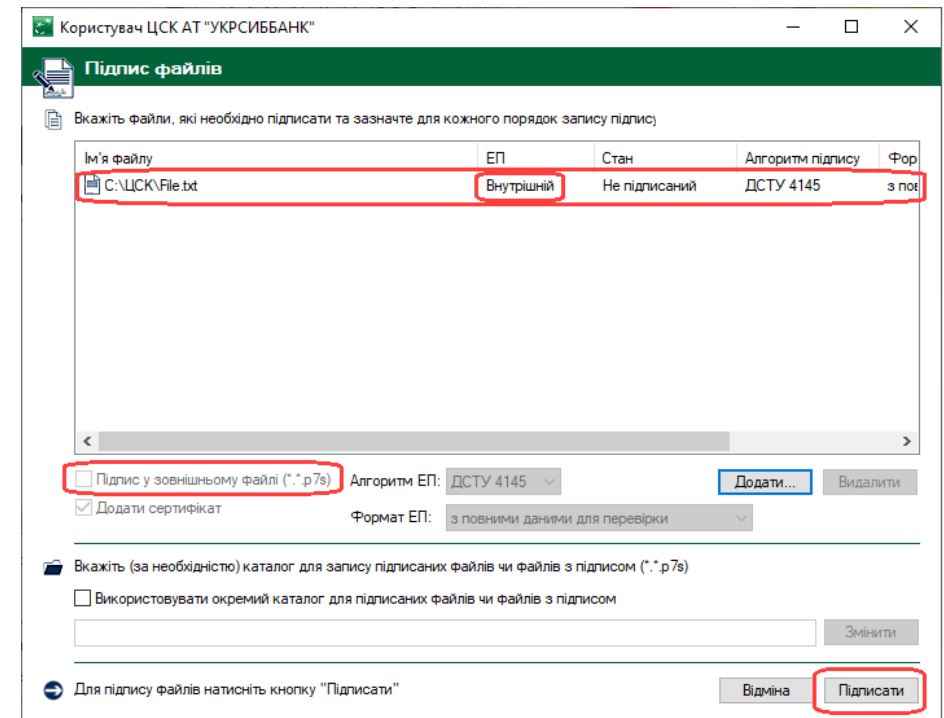 Користувач ЦСК АТ "УКРСИББАНК"
Підпис файлів
Вкажіть файли, які необхідно підписати та зазначте для кожного порядок запису підпису
Ім'я файлу ЕП Стан Алгоритм підпису Фор
C:\ЦСК\File.txt Внутрішній Не підписаний ДСТУ 4145 з пов
Підпис у зовнішньому файлі (*.*.p7s) Алгоритм ЕП: ДСТУ 4145 Додати... Видалити
Додати сертифікат
Формат ЕП: з повними даними для перевірки
Вкажіть (за необхідністю) каталог для запису підписаних файлів чи файлів з підписом (*.*.p7s)
Використовувати окремий каталог для підписаних файлів чи файлів з підписом
Змінити
Для підпису файлів натисніть кнопку "Підписати" Відміна Підписати